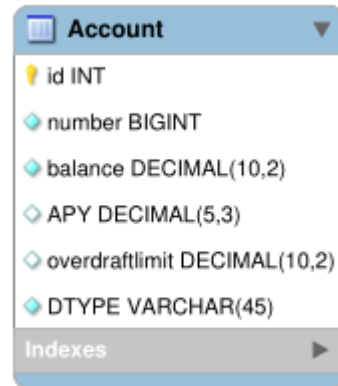 Account
id INT
number BIGINT
balance DECIMAL(10,2)
APY DECIMAL(5,3)
overdraftlimit DECIMAL(10,2)
DTYPE VARCHAR(45)
Indexes